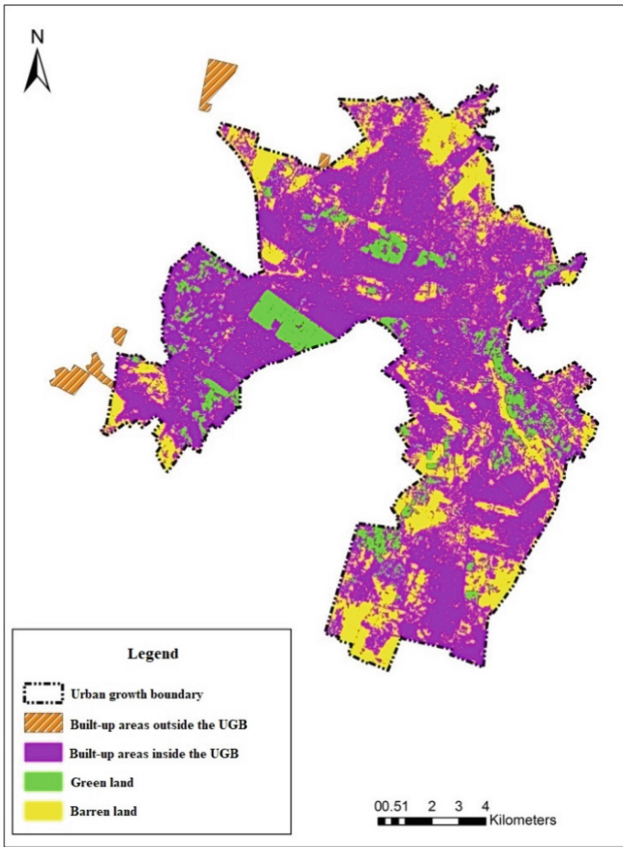 N
Legend
Urban growth boundary
Built-up areas outside the UGB
Built-up areas inside the UGB
Green land
Barren land
00.51 2 3 4
Kilometers